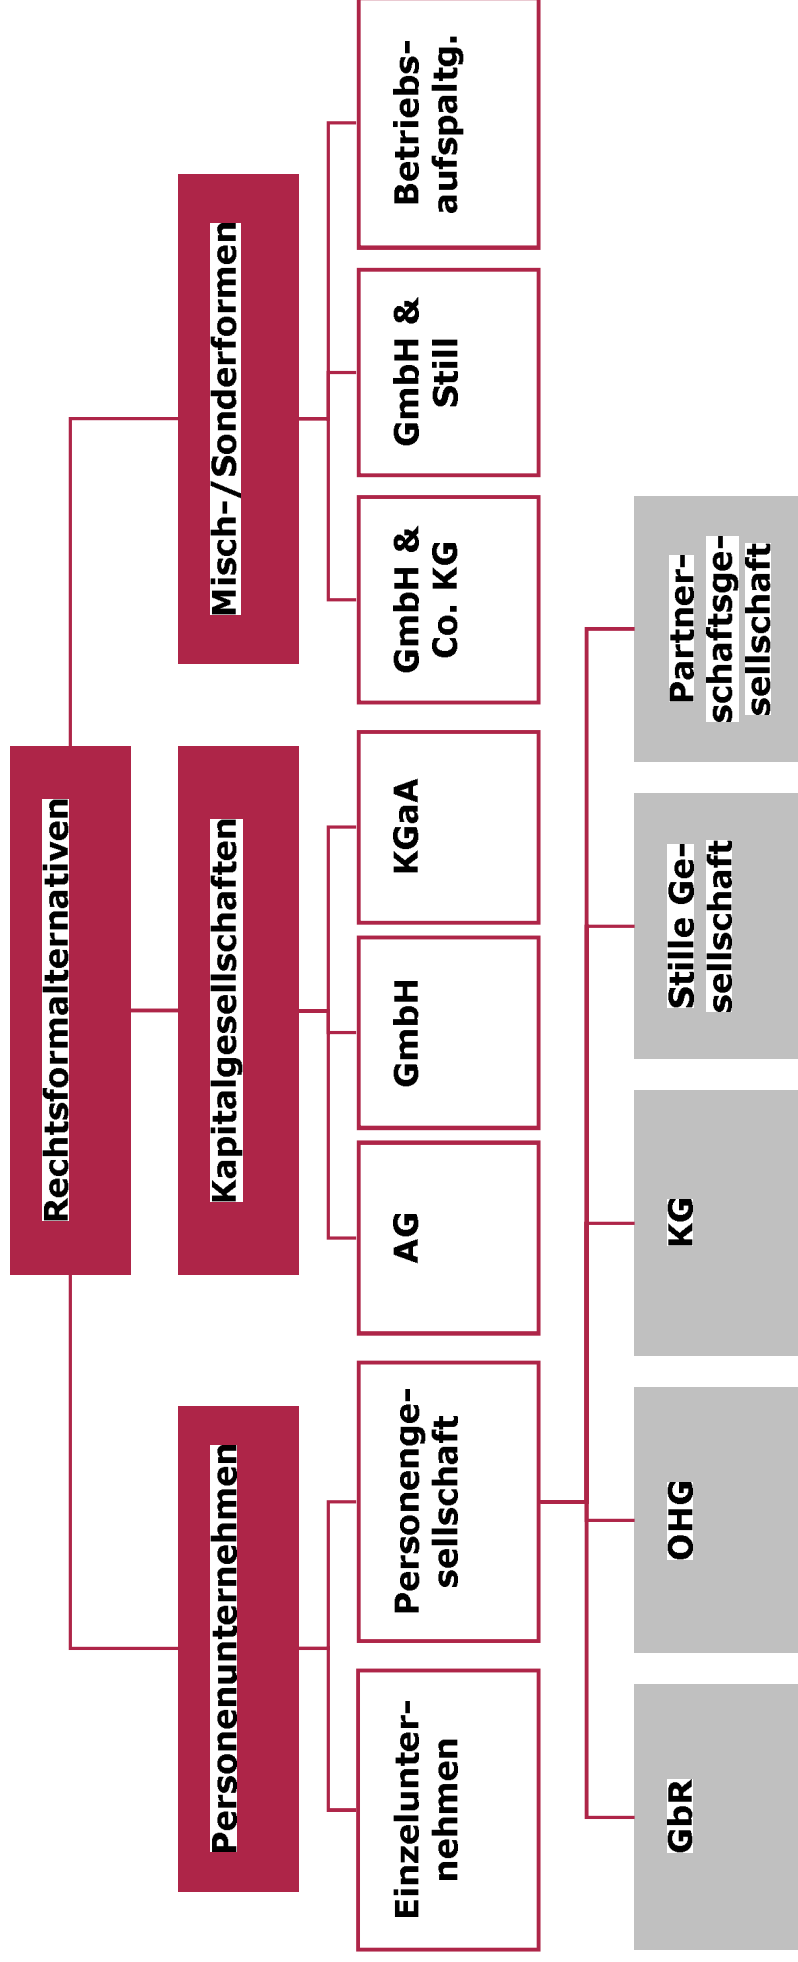 Rechtsformalternativen
Personenunternehmen
Kapitalgesellschaften
Misch-/Sonderformen
Einzelunter-
nehmen
Personenge-
sellschaft
AG
GmbH
KGaA
GmbH &
Co. KG
GmbH &
Still
Betriebs-
aufspaltg.
GbR
OHG
KG
Stille Ge-
sellschaft
Partner-
schaftsge-
sellschaft